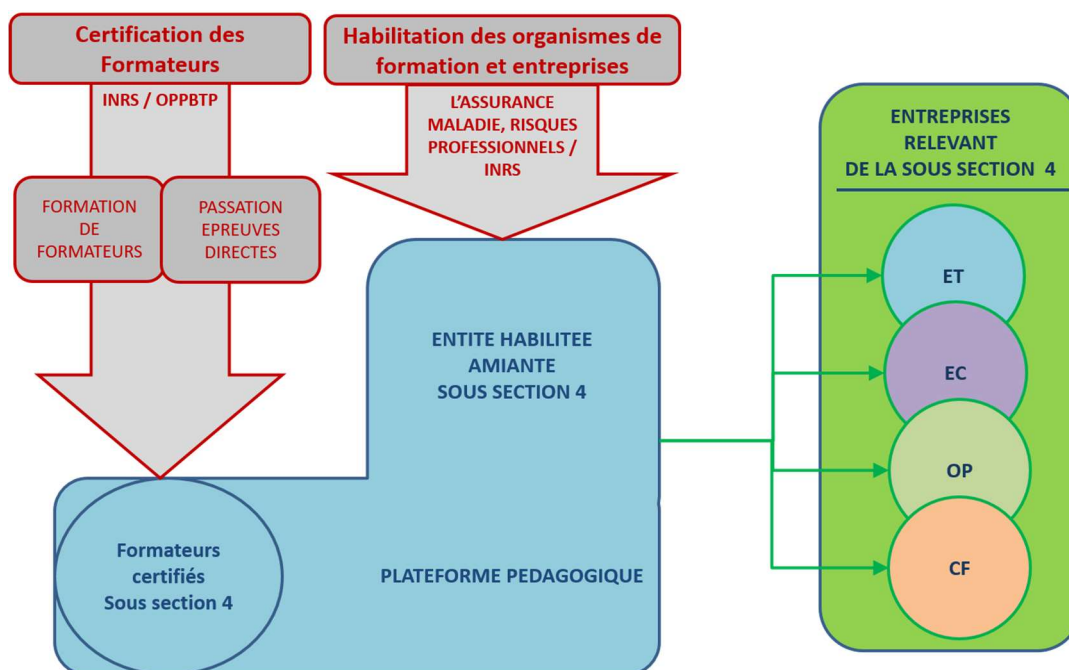 Certification des
Formateurs
INRS / OPPBTP
FORMATION
DE
FORMATEURS
PASSATION
EPREUVES
DIRECTES
Habilitation des organismes de
formation et entreprises
L'ASSURANCE
MALADIE, RISQUES
PROFESSIONNELS /
INRS
ENTITE HABILITEE
AMIANTE
SOUS SECTION 4
Formateurs
certifiés
Sous section 4
PLATEFORME PEDAGOGIQUE
ENTREPRISES
RELEVANT
DE LA SOUS SECTION 4
ET
EC
OP
CF